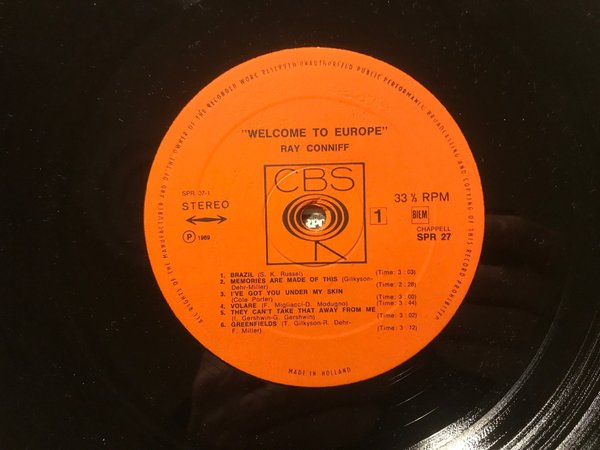 ALL RIGHTS OF THE MANUFACTURER AND OF THE OWNER OF THE RECORDED WORK RESERVED UNAUTHORIZED PUBLIC PERFORMANCE, BROADCASTING AND COPYING OF THIS RECORD PROHIBITED
"WELCOME TO EUROPE"
RAY CONNIFF
CBS
SPR 27-1
STEREO
℗ 1969
1
33 ⅓ RPM
BIEM
CHAPPELL
SPR 27
1. BRAZIL (S. K. Russel) (Time: 3 : 03)
2. MEMORIES ARE MADE OF THIS (Gilkyson-
Dehr-Miller) (Time: 2 : 28)
3. I'VE GOT YOU UNDER MY SKIN
(Cole Porter) (Time: 3 : 00)
4. VOLARE (F. Migliacci-D. Modugno) (Time: 3 : 44)
5. THEY CAN'T TAKE THAT AWAY FROM ME
(I. Gershwin-G. Gershwin) (Time: 3 : 02)
6. GREENFIELDS (T. Gilkyson-R. Dehr-
F. Miller) (Time: 3 : 12)
MADE IN HOLLAND